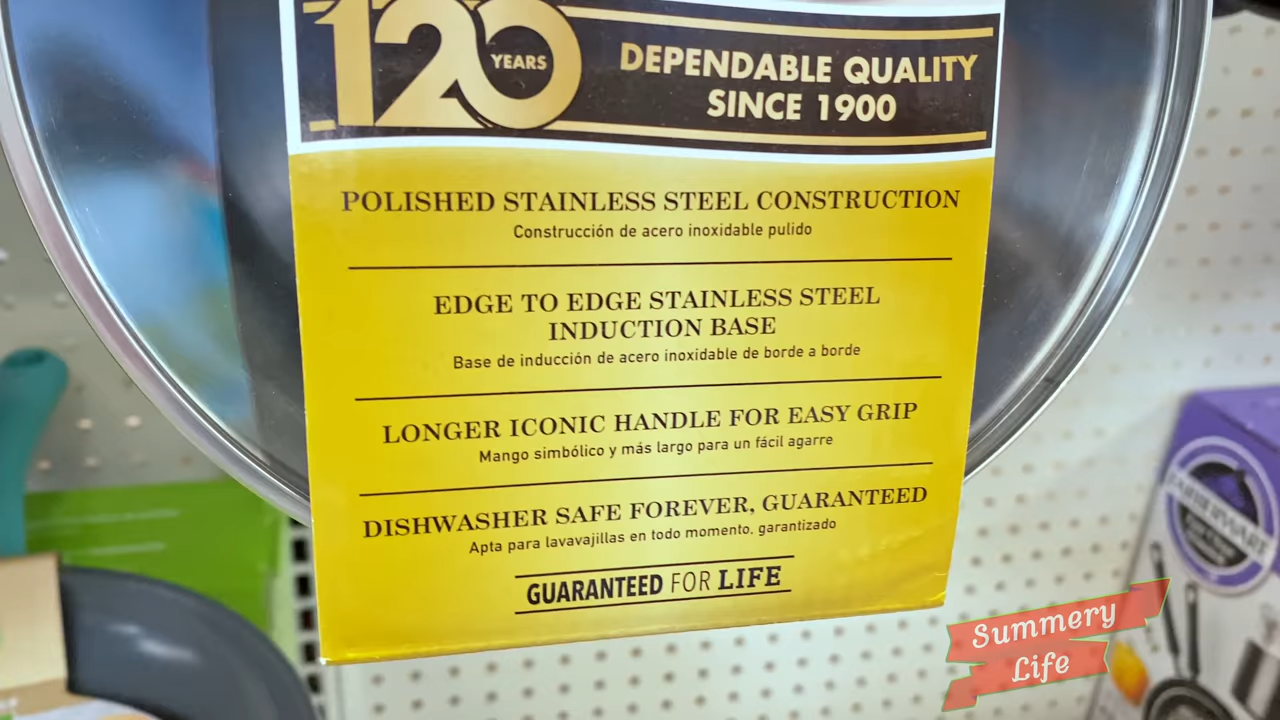 120
YEARS
DEPENDABLE QUALITY
SINCE 1900
POLISHED STAINLESS STEEL CONSTRUCTION
Construcción de acero inoxidable pulido
EDGE TO EDGE STAINLESS STEEL
INDUCTION BASE
Base de inducción de acero inoxidable de borde a borde
LONGER ICONIC HANDLE FOR EASY GRIP
Mango simbólico y más largo para un fácil agarre
DISHWASHER SAFE FOREVER, GUARANTEED
Apta para lavavajillas en todo momento, garantizado
GUARANTEED FOR LIFE
FARBERWARE
Summery
Life